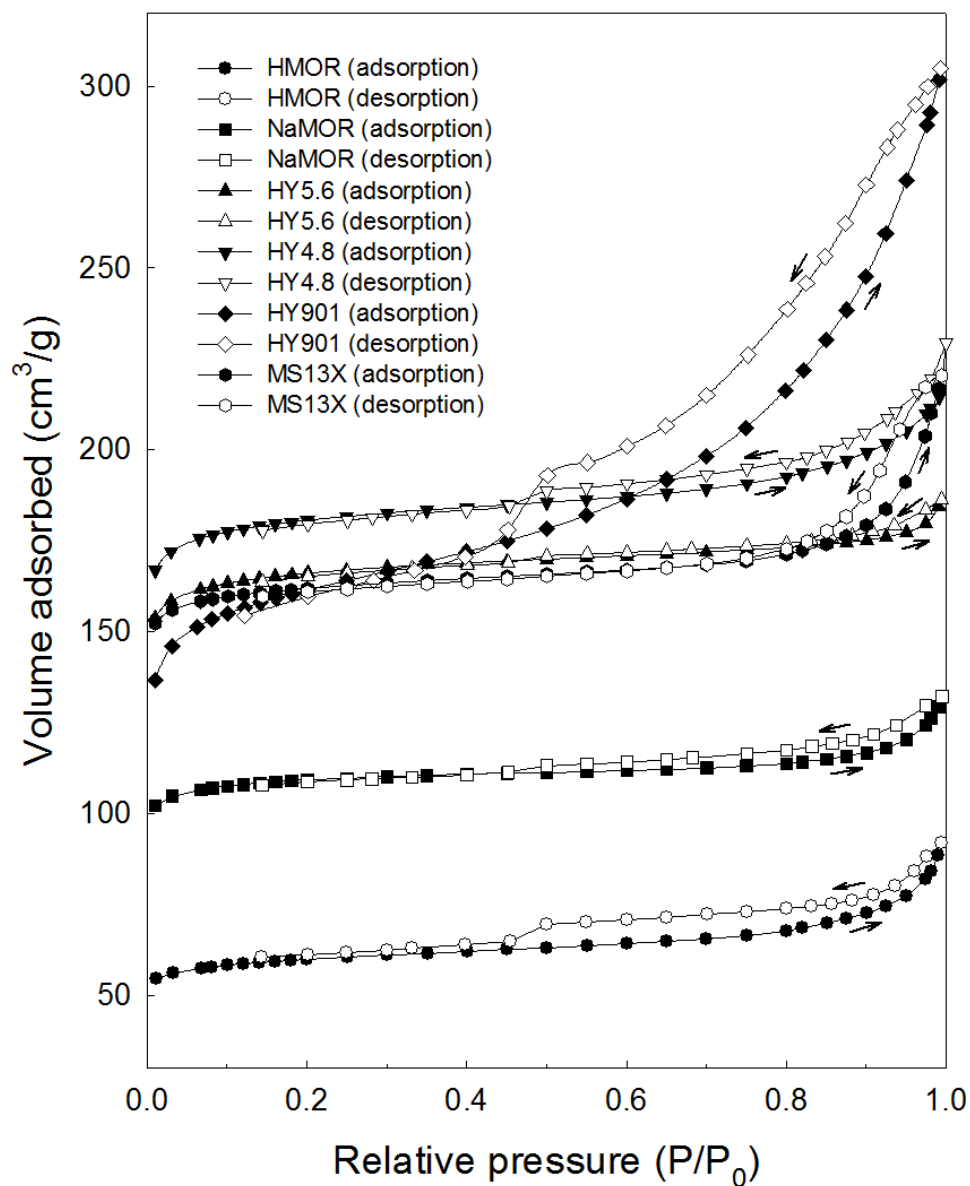 300
250
200
150
100
50
Volume adsorbed (cm³/g)
HMOR (adsorption)
HMOR (desorption)
NaMOR (adsorption)
NaMOR (desorption)
HY5.6 (adsorption)
HY5.6 (desorption)
HY4.8 (adsorption)
HY4.8 (desorption)
HY901 (adsorption)
HY901 (desorption)
MS13X (adsorption)
MS13X (desorption)
0.0 0.2 0.4 0.6 0.8 1.0
Relative pressure (P/P₀)